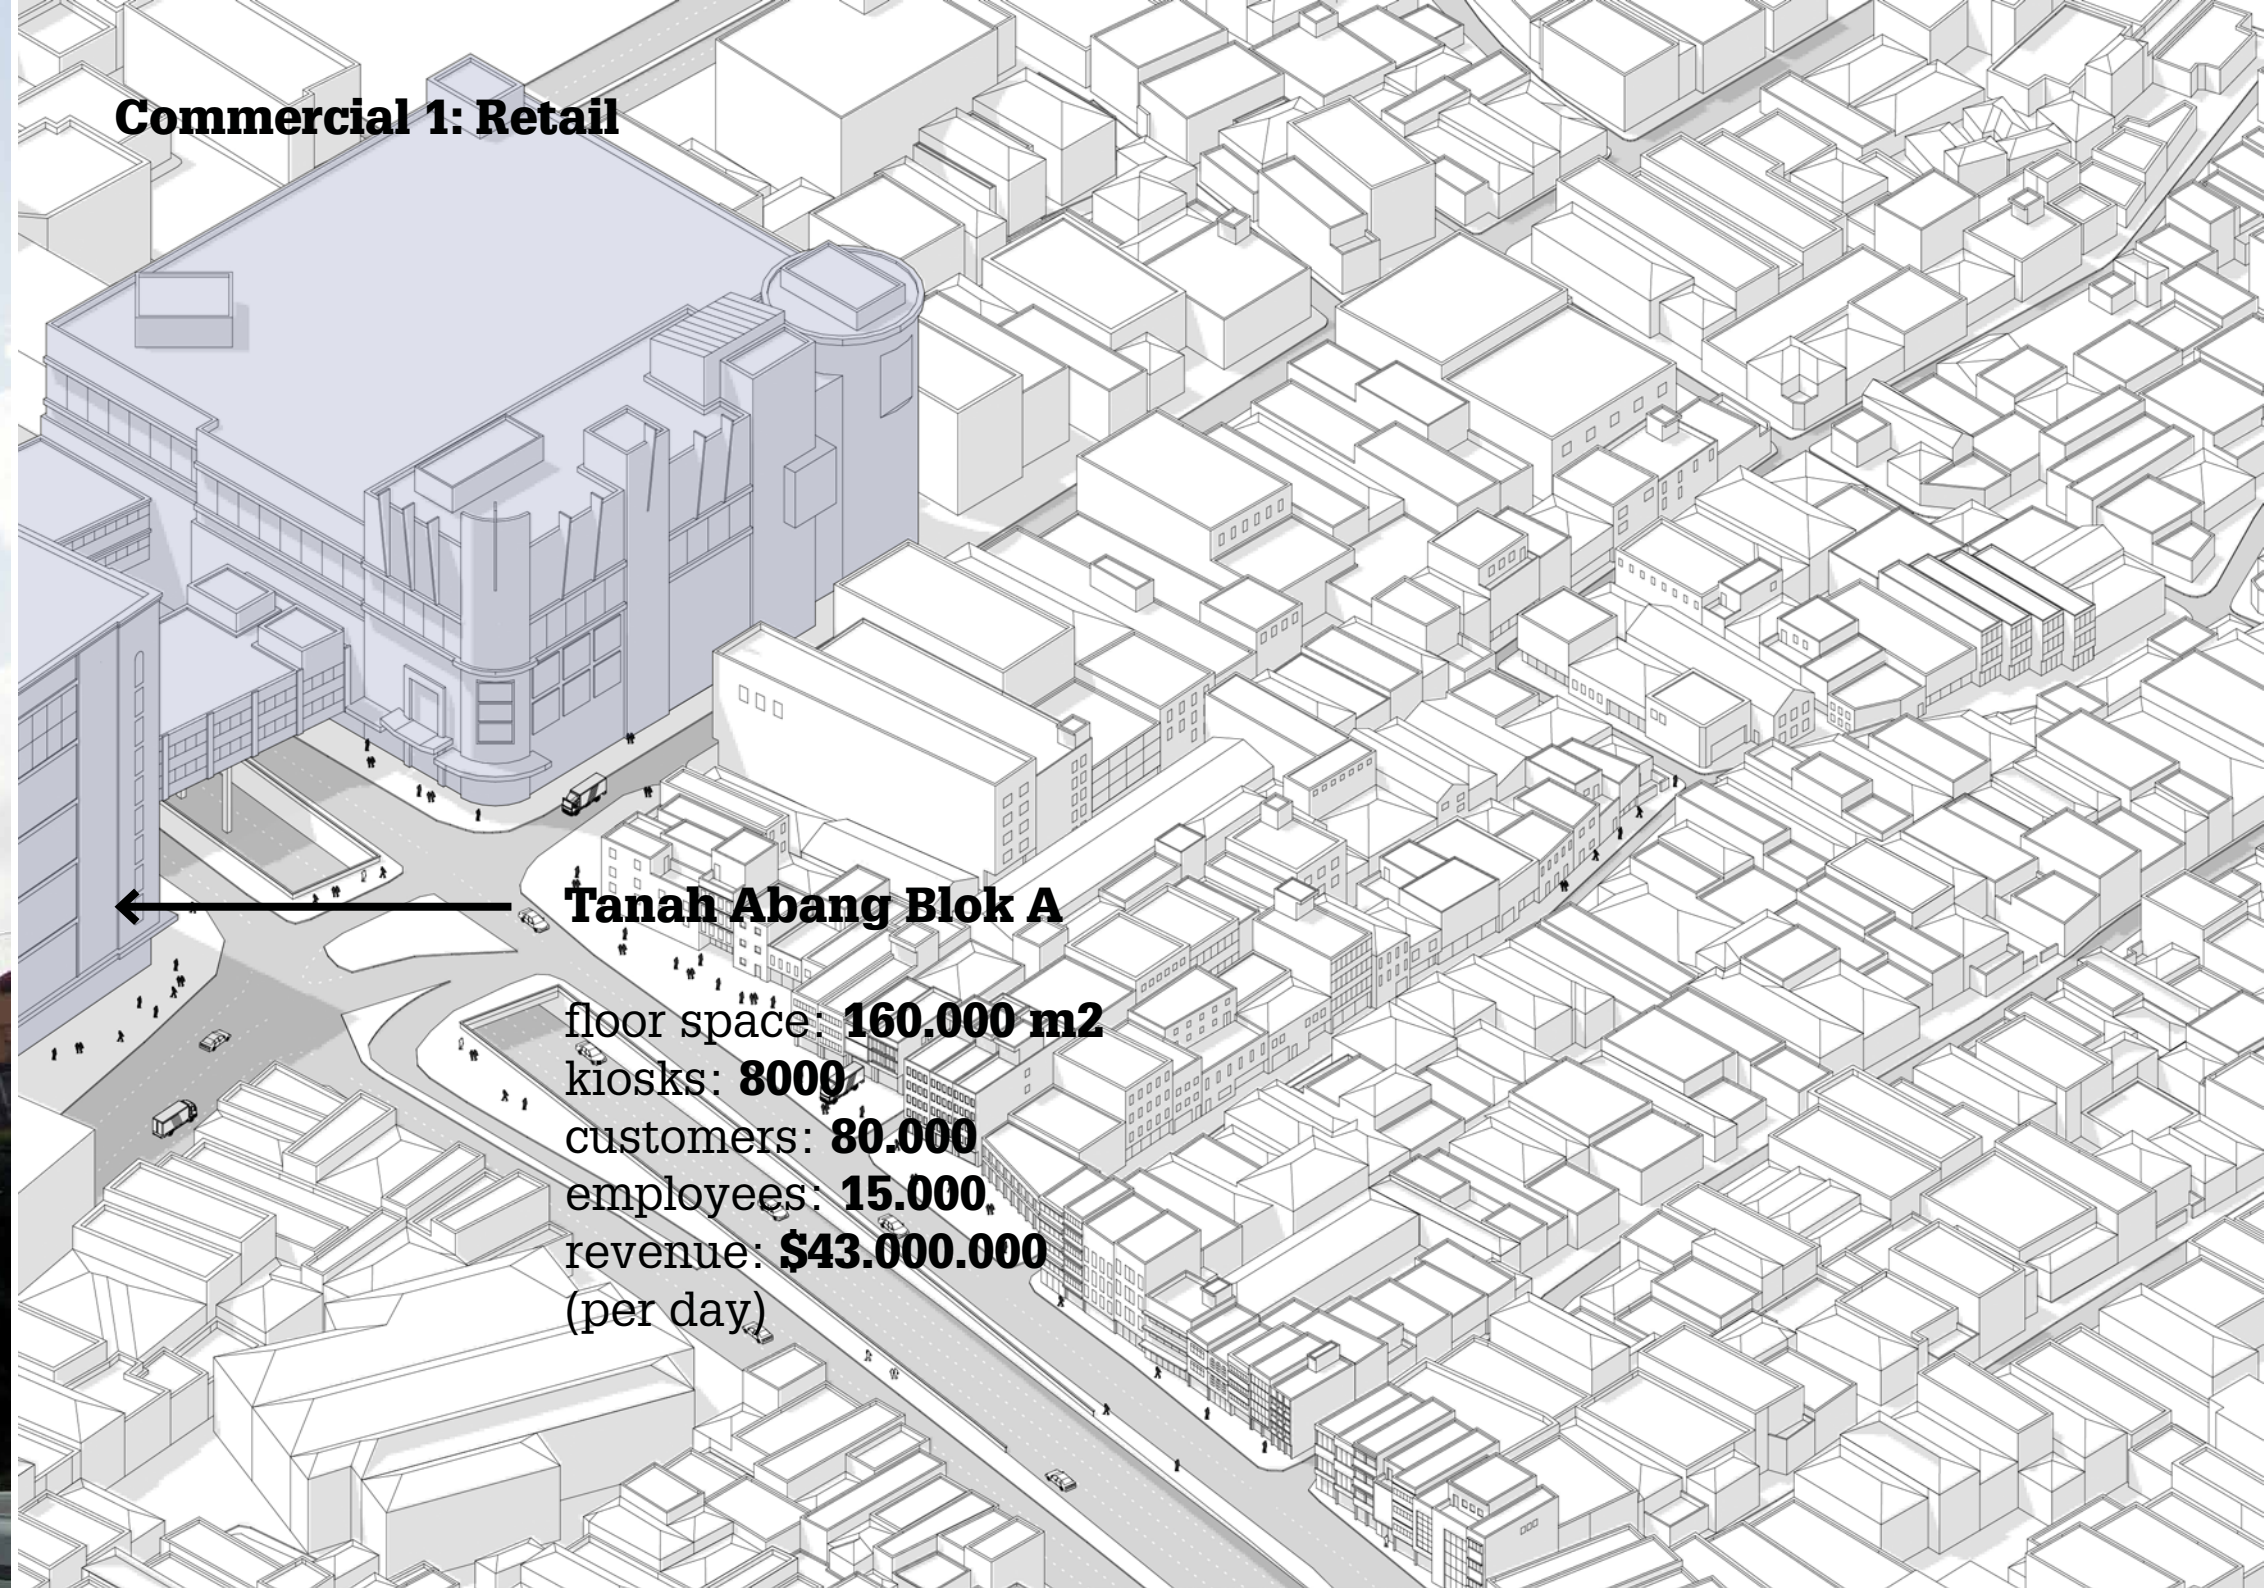 Commercial 1: Retail
Tanah Abang Blok A
floor space: 160.000 m2
kiosks: 8000
customers: 80.000
employees: 15.000
revenue: $43.000.000
(per day)